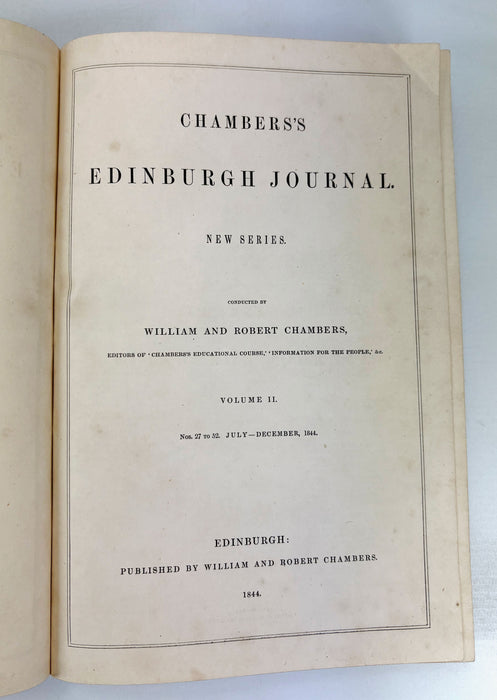 CHAMBERS'S
EDINBURGH JOURNAL.
NEW SERIES.
CONDUCTED BY
WILLIAM AND ROBERT CHAMBERS,
EDITORS OF 'CHAMBERS'S EDUCATIONAL COURSE,' 'INFORMATION FOR THE PEOPLE,' &c.
VOLUME II.
Nos. 27 TO 52. JULY—DECEMBER, 1844.
EDINBURGH:
PUBLISHED BY WILLIAM AND ROBERT CHAMBERS.
1844.